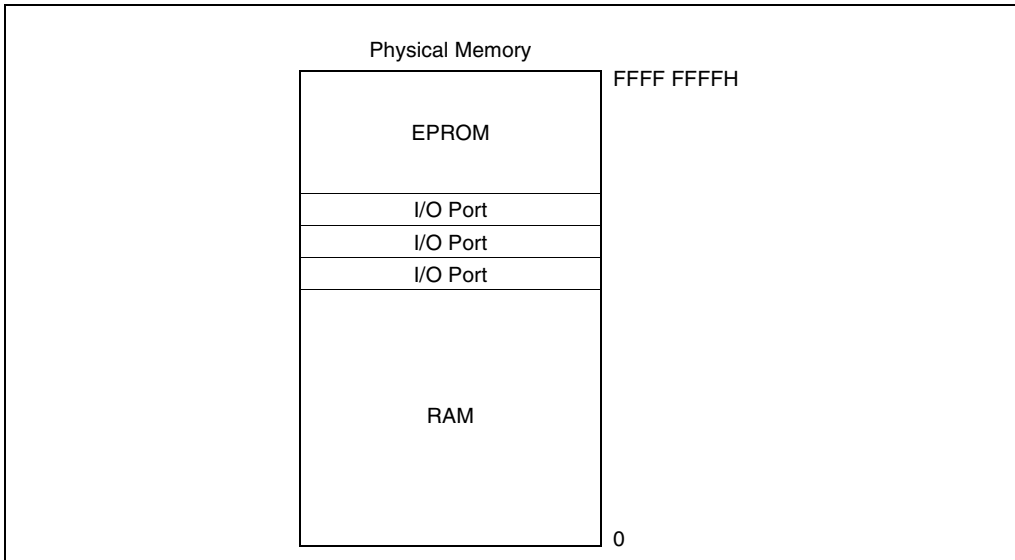 Physical Memory
FFFF FFFFH
EPROM
I/O Port
I/O Port
I/O Port
RAM
0